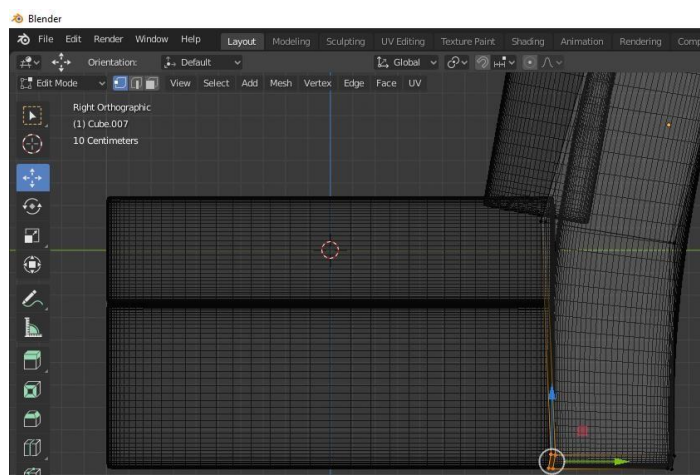 Blender
File Edit Render Window Help Layout Modeling Sculpting UV Editing Texture Paint Shading Animation Rendering Comp
Orientation: Default Global
Edit Mode View Select Add Mesh Vertex Edge Face UV
Right Orthographic
(1) Cube.007
10 Centimeters